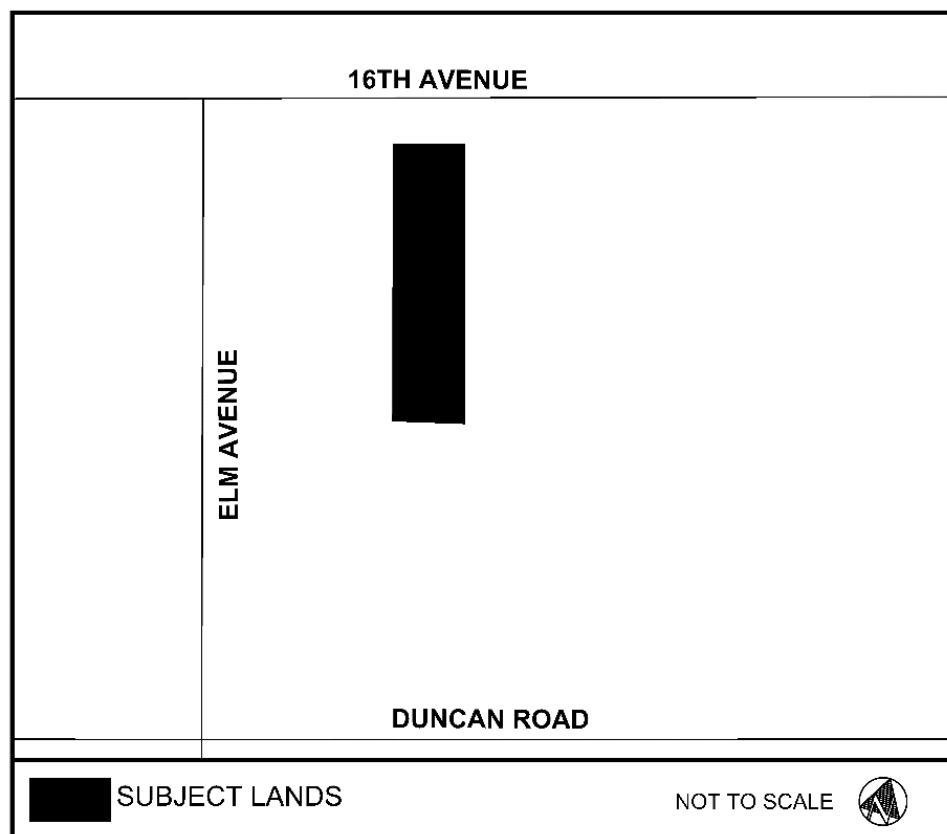 16TH AVENUE
ELM AVENUE
DUNCAN ROAD
SUBJECT LANDS
NOT TO SCALE